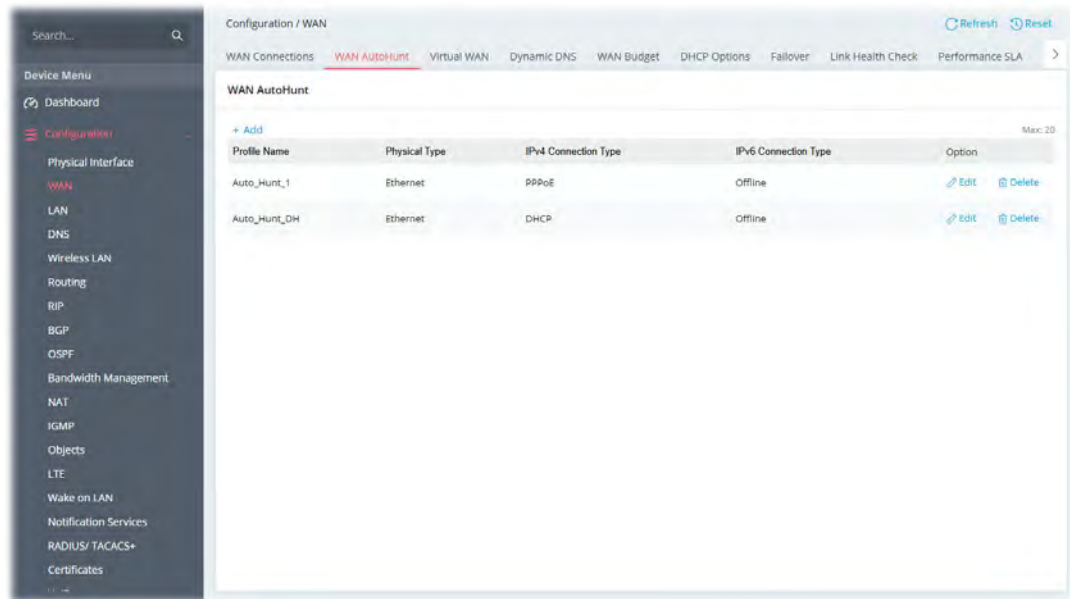 Search...
Device Menu
Dashboard
Configuration
Physical Interface
WAN
LAN
DNS
Wireless LAN
Routing
RIP
BGP
OSPF
Bandwidth Management
NAT
IGMP
Objects
LTE
Wake on LAN
Notification Services
RADIUS/ TACACS+
Certificates
Configuration / WAN
Refresh Reset
WAN Connections WAN AutoHunt Virtual WAN Dynamic DNS WAN Budget DHCP Options Failover Link Health Check Performance SLA >
WAN AutoHunt
+ Add Max: 20
Profile Name Physical Type IPv4 Connection Type IPv6 Connection Type Option
Auto_Hunt_1 Ethernet PPPoE Offline Edit Delete
Auto_Hunt_DH Ethernet DHCP Offline Edit Delete